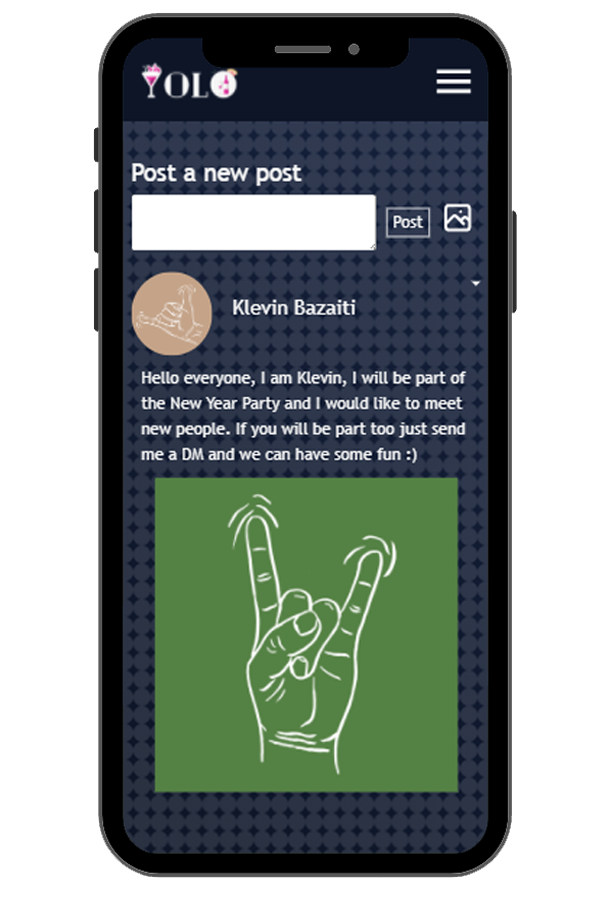 YOLO
Post a new post
Post
Klevin Bazaiti
Hello everyone, I am Klevin, I will be part of
the New Year Party and I would like to meet
new people. If you will be part too just send
me a DM and we can have some fun :)